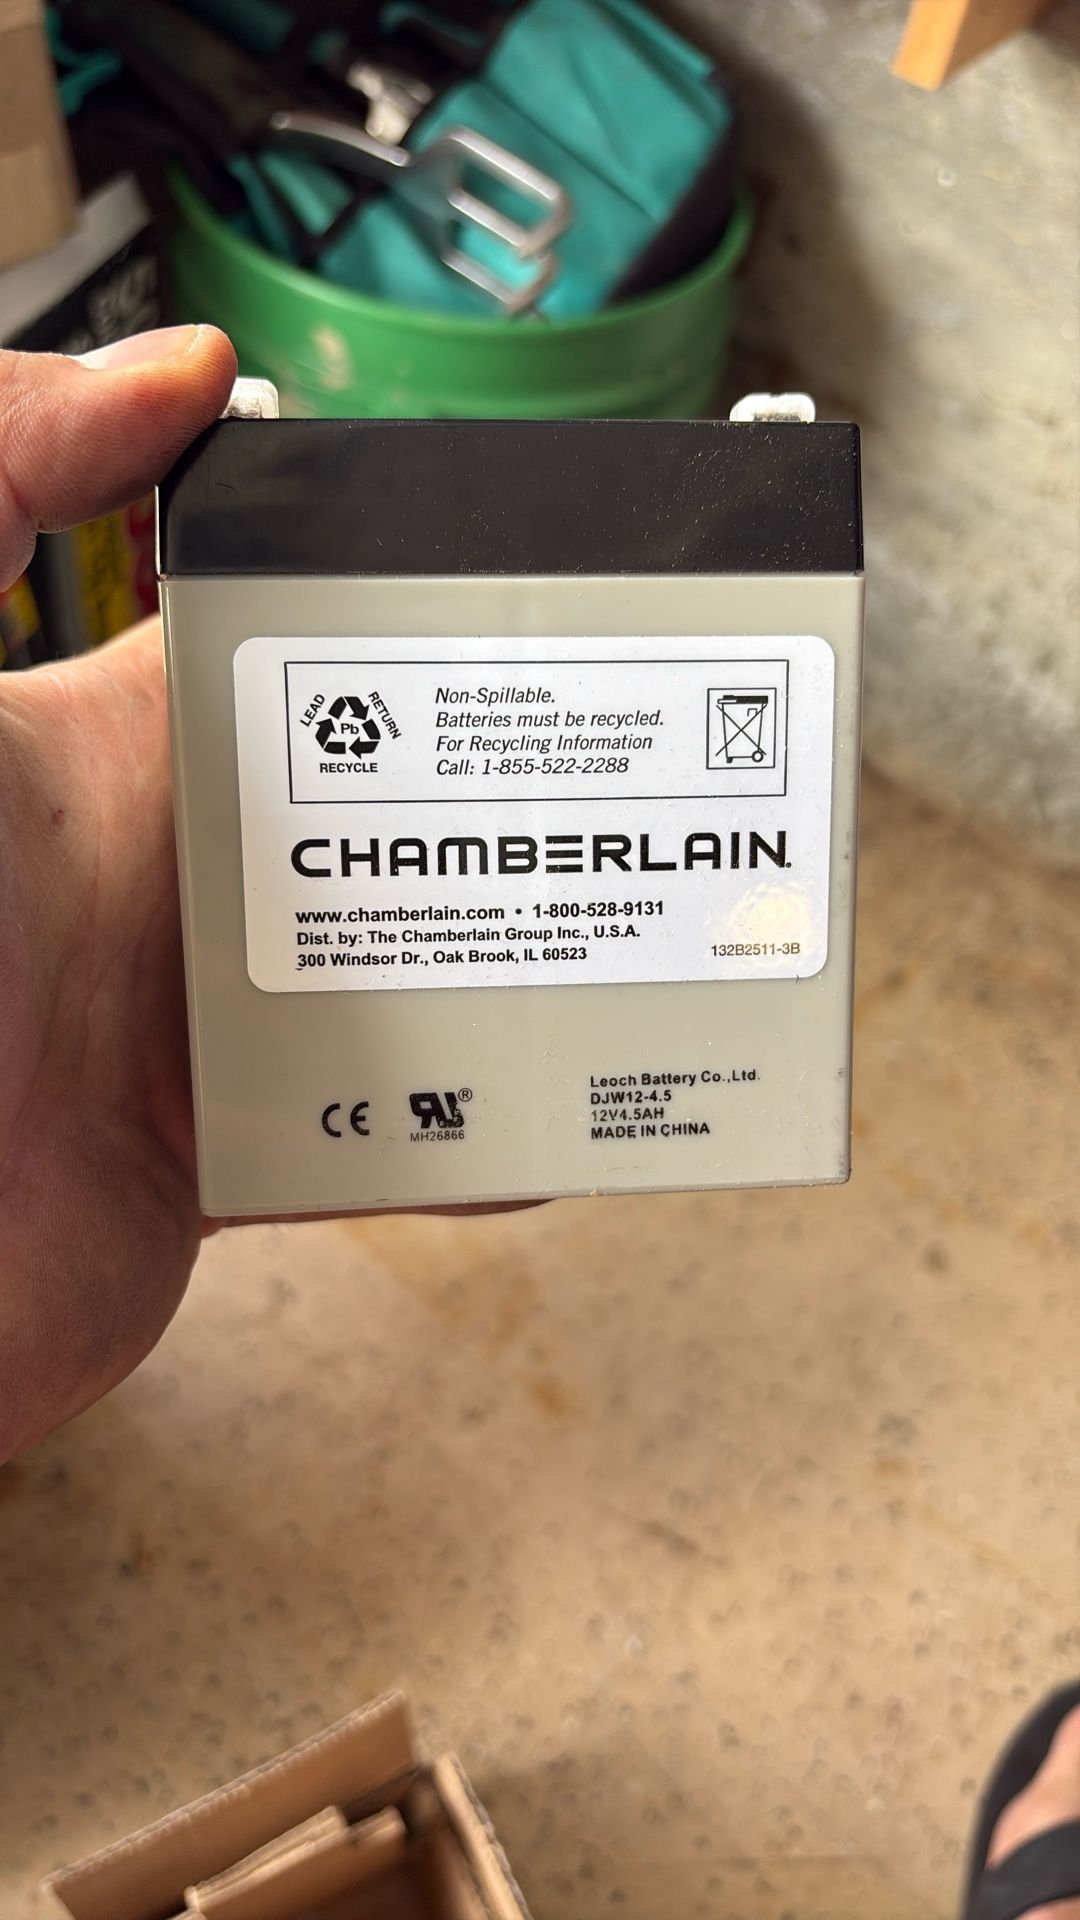 LEAD
RETURN
Pb
RECYCLE
Non-Spillable.
Batteries must be recycled.
For Recycling Information
Call: 1-855-522-2288
CHAMBERLAIN.
www.chamberlain.com • 1-800-528-9131
Dist. by: The Chamberlain Group Inc., U.S.A.
300 Windsor Dr., Oak Brook, IL 60523
132B2511-3B
CE
RU®
MH26866
Leoch Battery Co.,Ltd.
DJW12-4.5
12V4.5AH
MADE IN CHINA